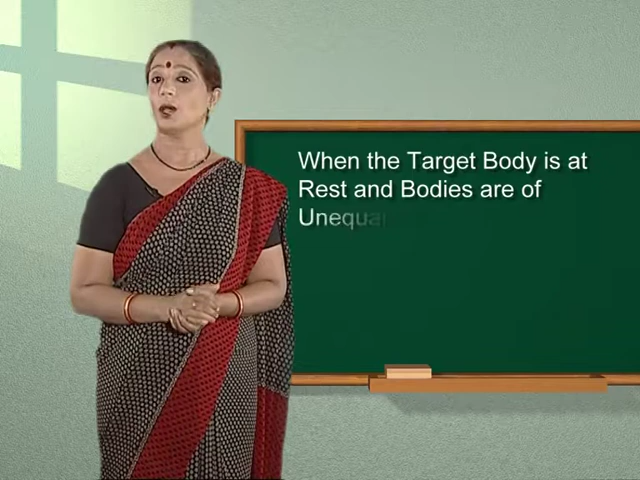 When the Target Body is at
Rest and Bodies are of
Unequa